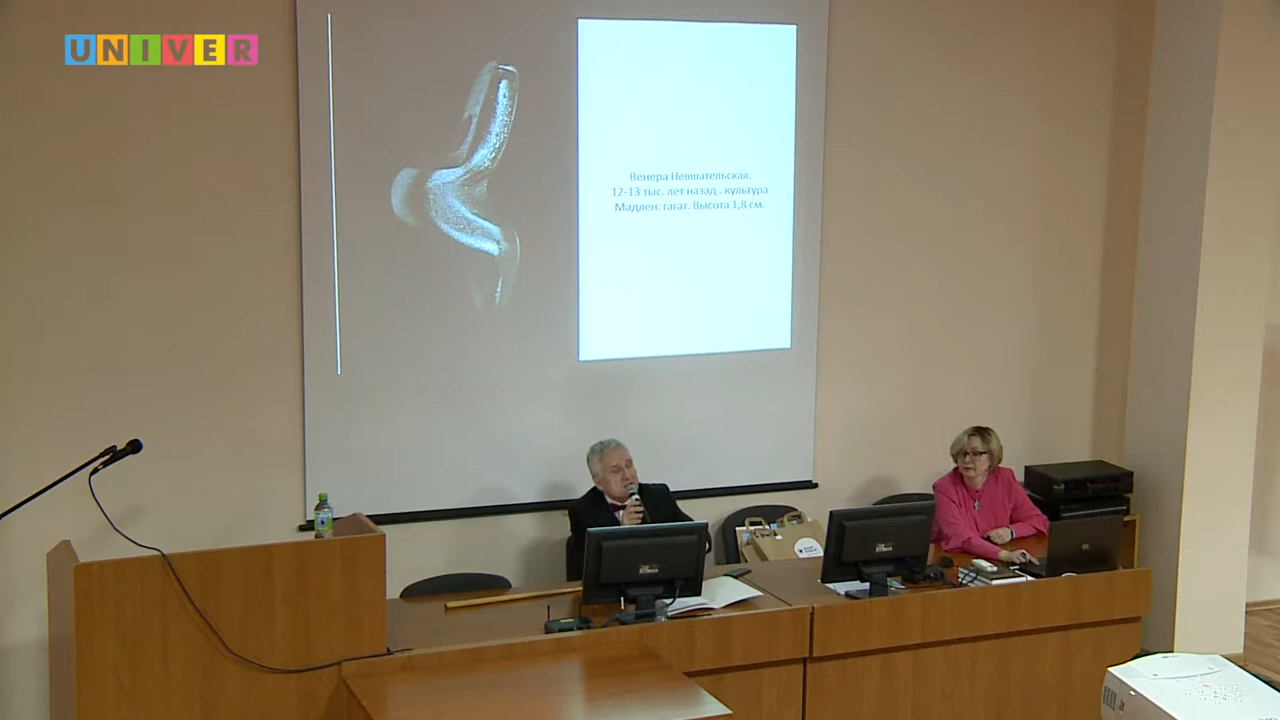 UNIVER
Венера Невшательская.
12-13 тыс. лет назад . культура
Мадлен. гагат. Высота 1,8 см.